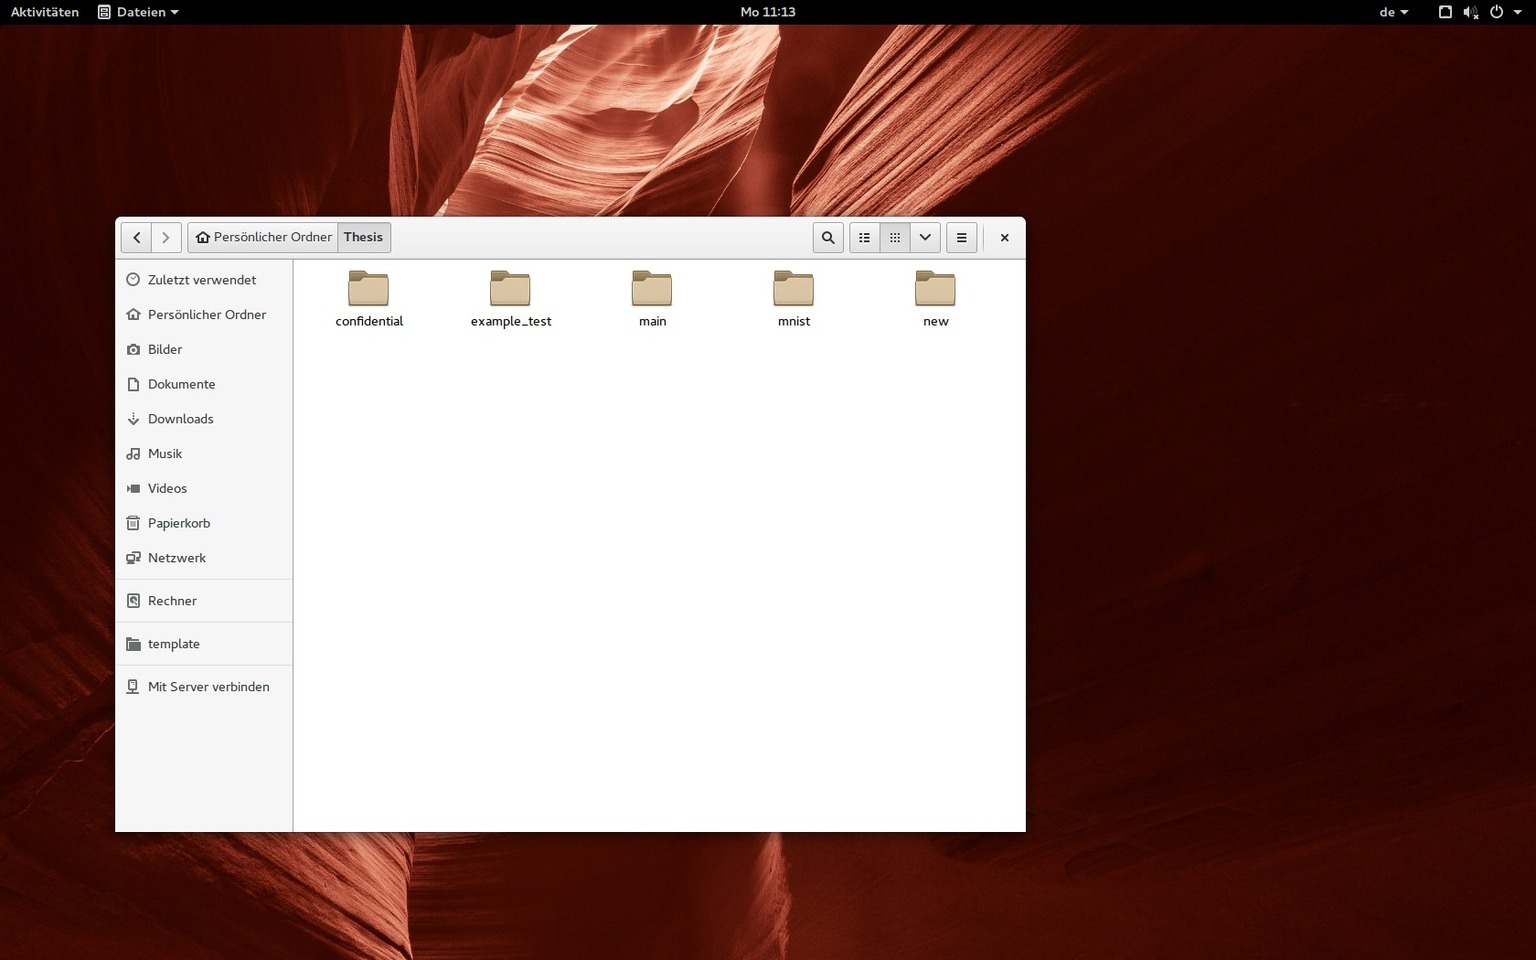 Aktivitäten Dateien Mo 11:13 de
Persönlicher Ordner Thesis
Zuletzt verwendet
Persönlicher Ordner
Bilder
Dokumente
Downloads
Musik
Videos
Papierkorb
Netzwerk
Rechner
template
Mit Server verbinden
confidential example_test main mnist new